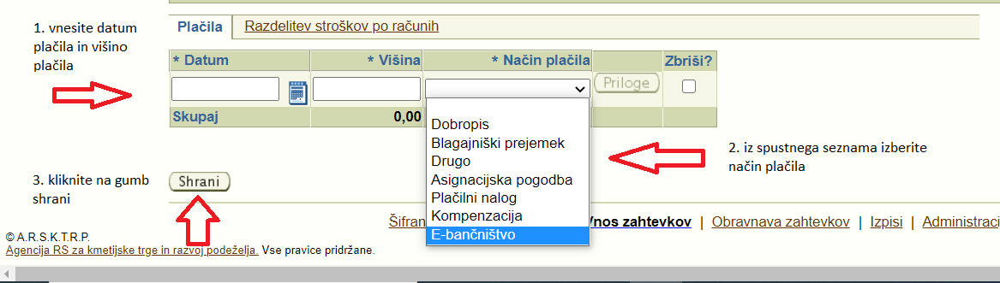 1. vnesite datum
plačila in višino
plačila
Plačila
Razdelitev stroškov po računih
* Datum
* Višina
* Način plačila
Zbriši?
Priloge
Skupaj
0,00
Dobropis
Blagajniški prejemek
Drugo
Asignacijska pogodba
Plačilni nalog
Kompenzacija
E-bančništvo
2. iz spustnega seznama izberite
način plačila
3. kliknite na gumb
shrani
Shrani
Vnos zahtevkov | Obravnava zahtevkov | Izpisi |
© A.R.S.K.T.R.P.
Agencija RS za kmetijske trge in razvoj podeželja. Vse pravice pridržane.